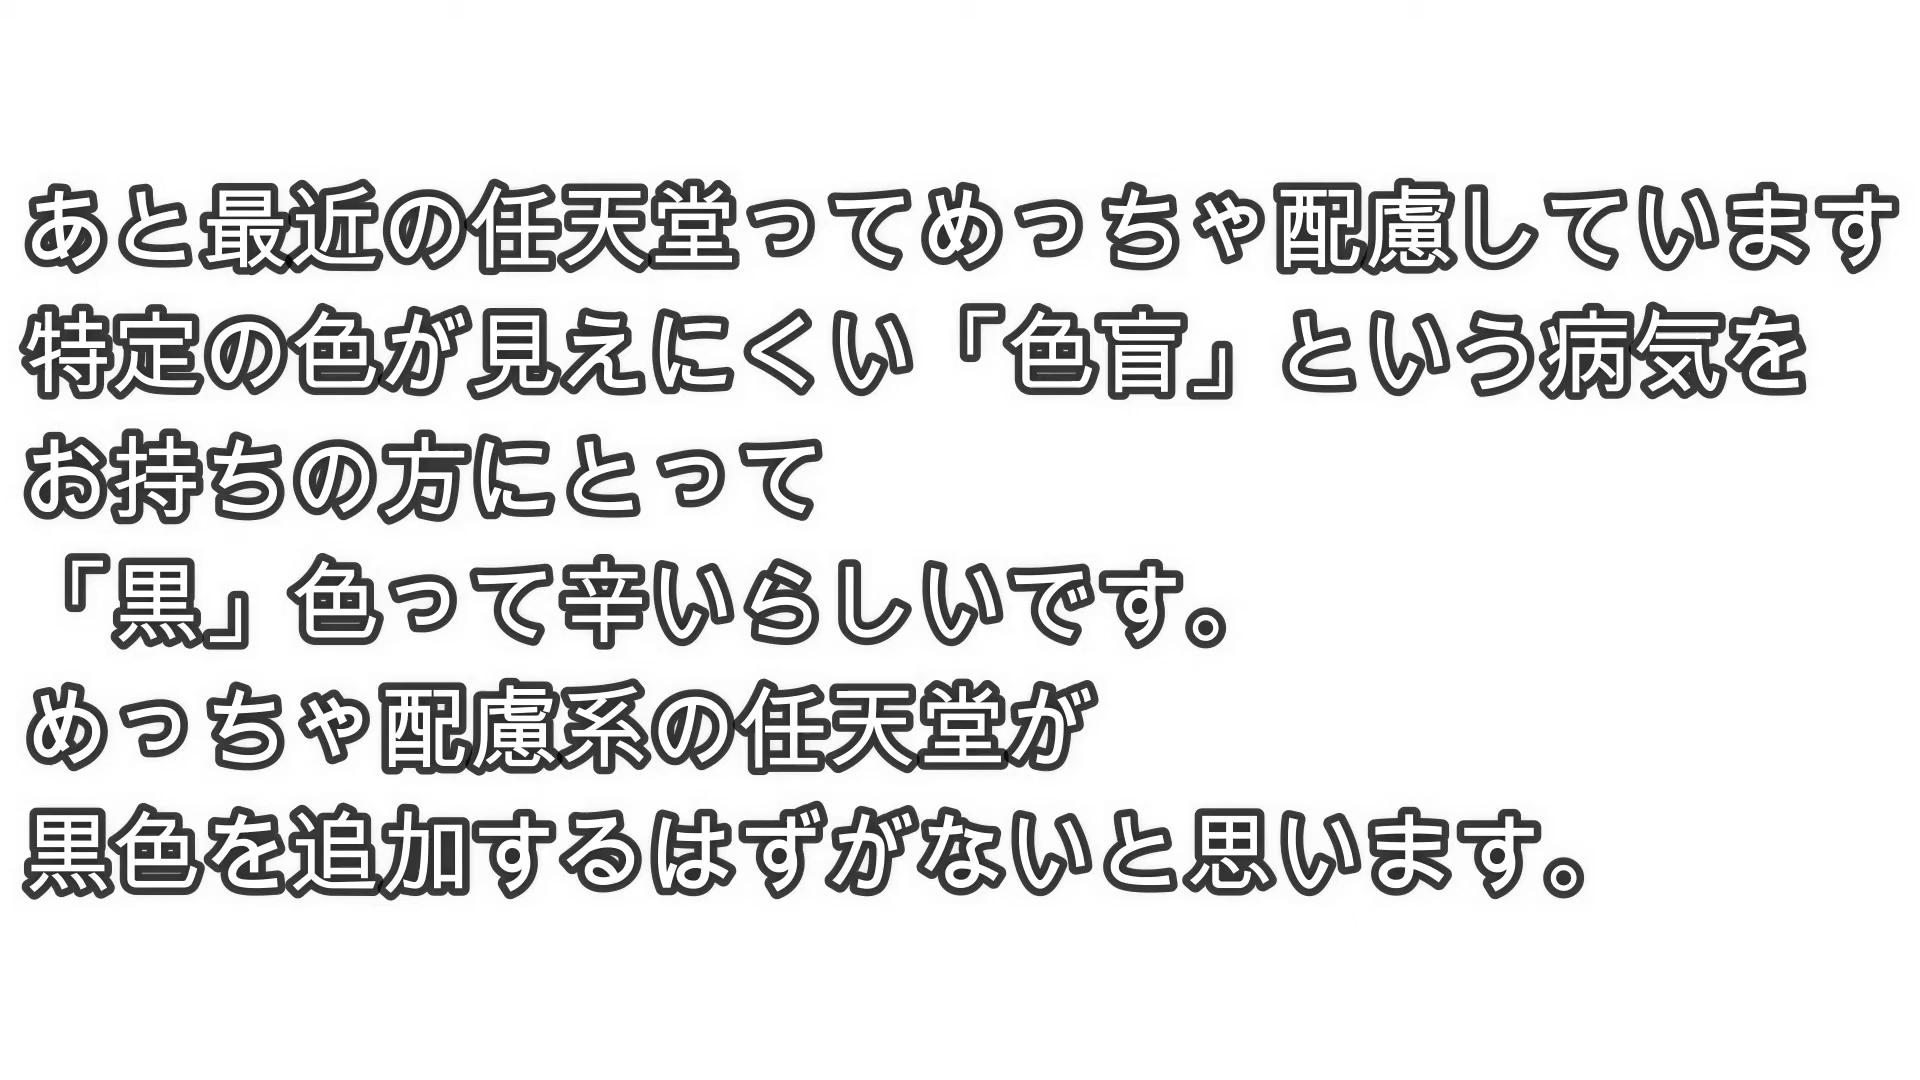 あと最近の任天堂ってめっちゃ配慮しています
特定の色が見えにくい「色盲」という病気を
お持ちの方にとって
「黒」色って辛いらしいです。
めっちゃ配慮系の任天堂が
黒色を追加するはずがないと思います。